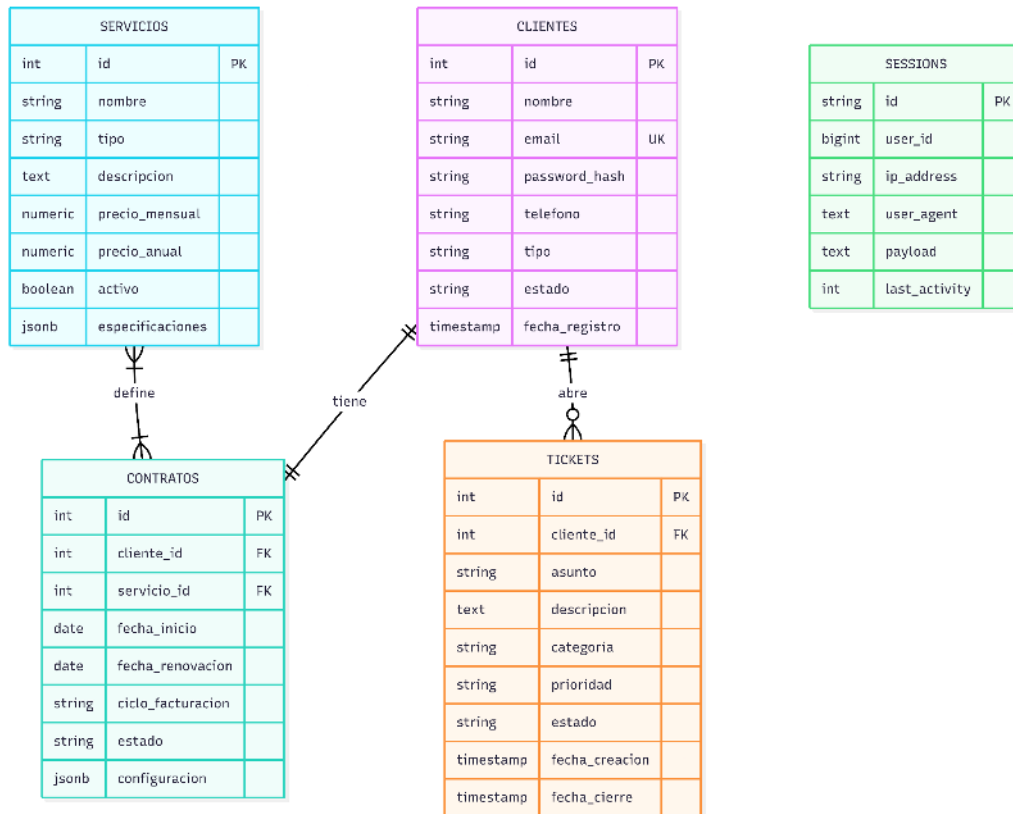 SERVICIOS
int id PK
string nombre
string tipo
text descripcion
numeric precio_mensual
numeric precio_anual
boolean activo
jsonb especificaciones
CLIENTES
int id PK
string nombre
string email UK
string password_hash
string telefono
string tipo
string estado
timestamp fecha_registro
SESSIONS
string id PK
bigint user_id
string ip_address
text user_agent
text payload
int last_activity
define
tiene
abre
CONTRATOS
int id PK
int cliente_id FK
int servicio_id FK
date fecha_inicio
date fecha_renovacion
string ciclo_facturacion
string estado
jsonb configuracion
TICKETS
int id PK
int cliente_id FK
string asunto
text descripcion
string categoria
string prioridad
string estado
timestamp fecha_creacion
timestamp fecha_cierre